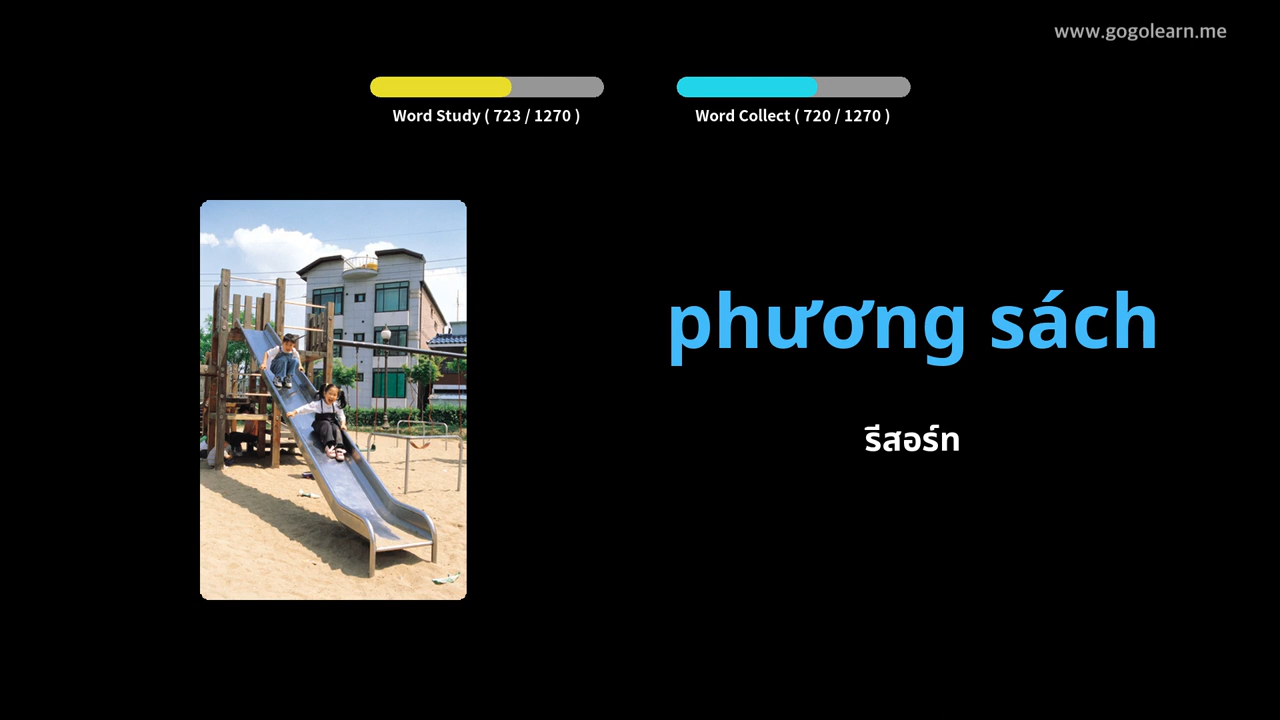 www.gogolearn.me
Word Study ( 723 / 1270 )
Word Collect ( 720 / 1270 )
phương sách
รีสอร์ท